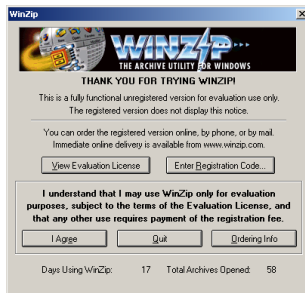 WinZip
WINZIP
THE ARCHIVE UTILITY FOR WINDOWS
THANK YOU FOR TRYING WINZIP!
This is a fully functional unregistered version for evaluation use only.
The registered version does not display this notice.
You can order the registered version online, by phone, or by mail.
Immediate online delivery is available from www.winzip.com.
View Evaluation License
Enter Registration Code...
I understand that I may use WinZip only for evaluation
purposes, subject to the terms of the Evaluation License, and
that any other use requires payment of the registration fee.
I Agree
Quit
Ordering Info
Days Using WinZip: 17 Total Archives Opened: 58